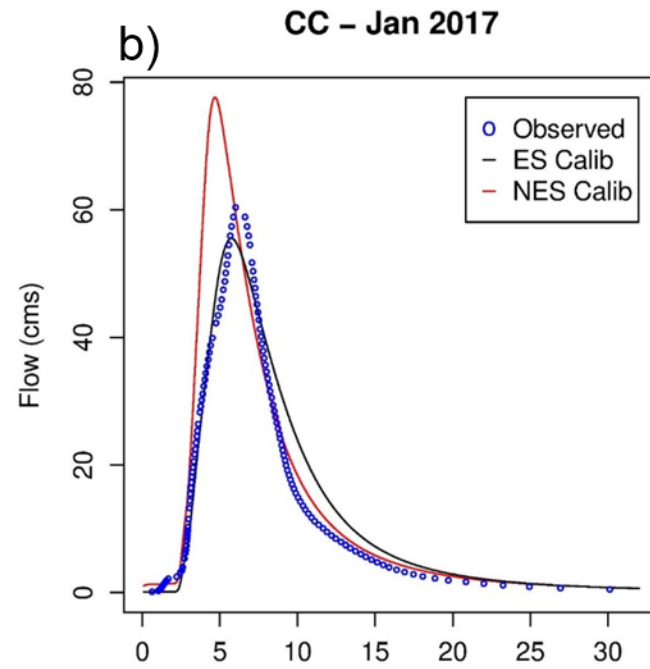 CC – Jan 2017
b)
80
60
40
20
0
Flow (cms)
Observed
ES Calib
NES Calib
0 5 10 15 20 25 30